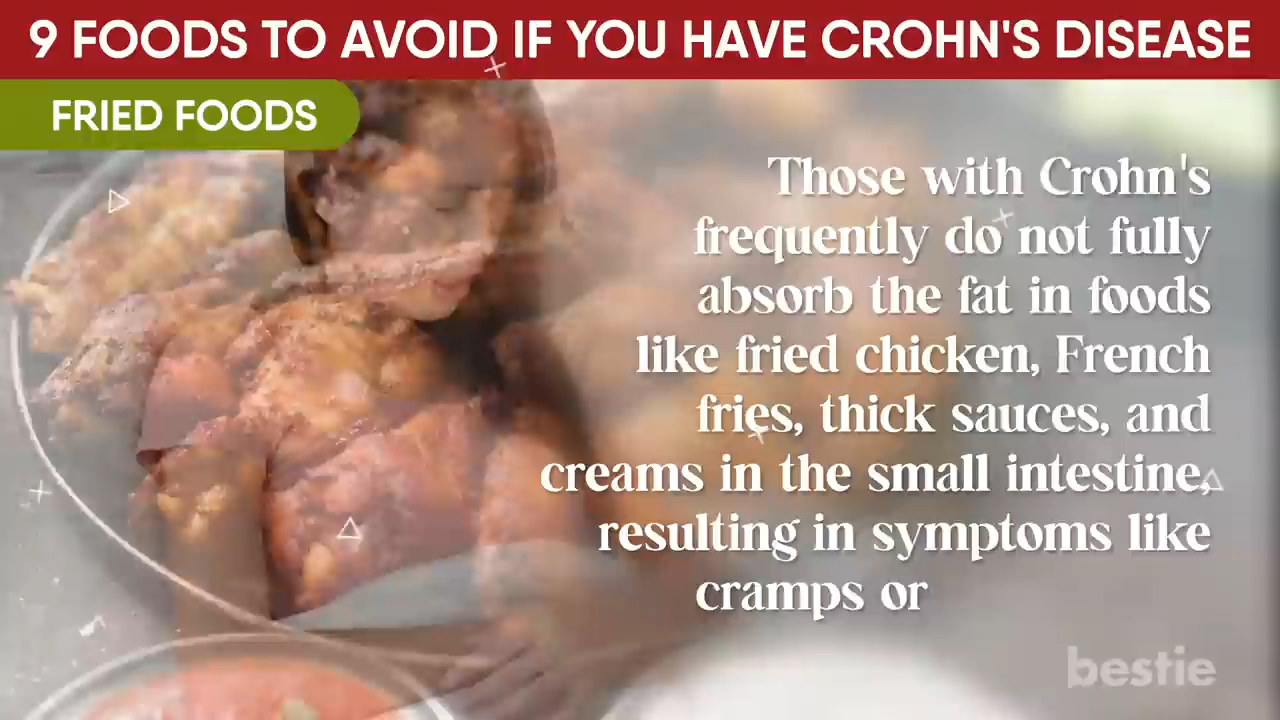 9 FOODS TO AVOID IF YOU HAVE CROHN'S DISEASE
FRIED FOODS
Those with Crohn's
frequently do not fully
absorb the fat in foods
like fried chicken, French
fries, thick sauces, and
creams in the small intestine,
resulting in symptoms like
cramps or
bestie